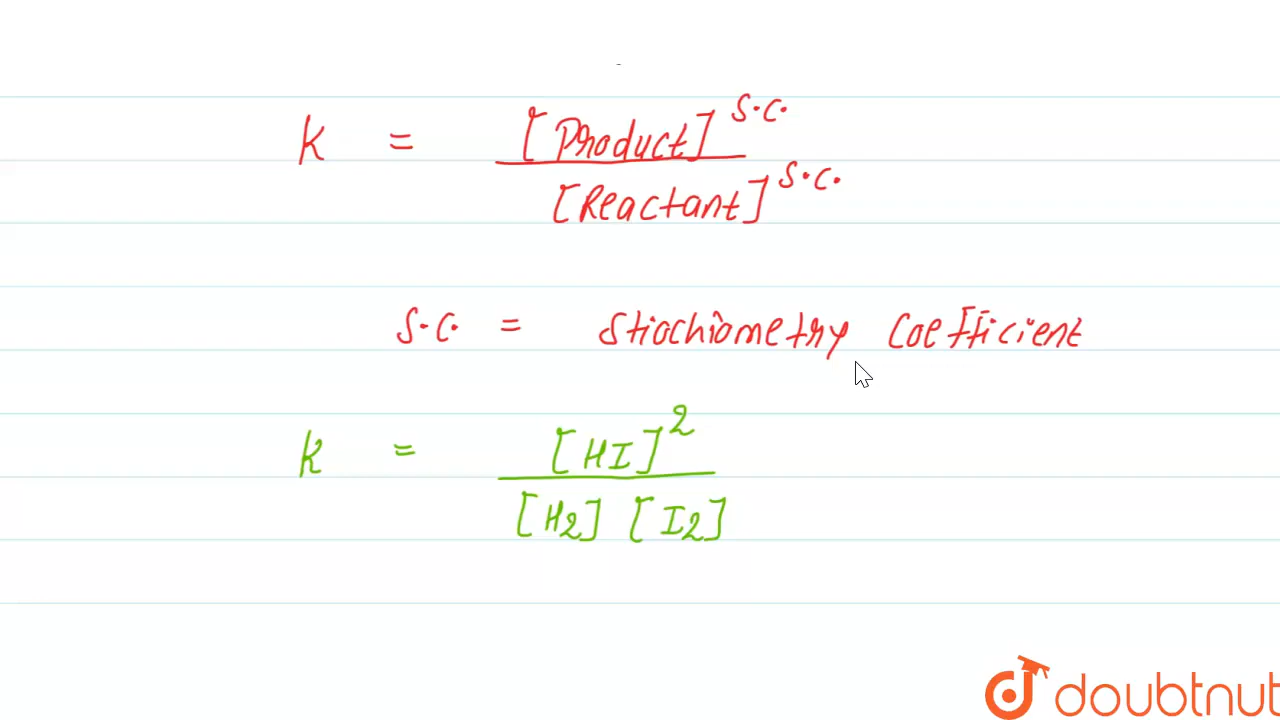 K = [Product]^S.C.
[Reactant]^S.C.
S.C. = Stiochiometry Coefficient
K = [HI]^2
[H2] [I2]
doubtnut